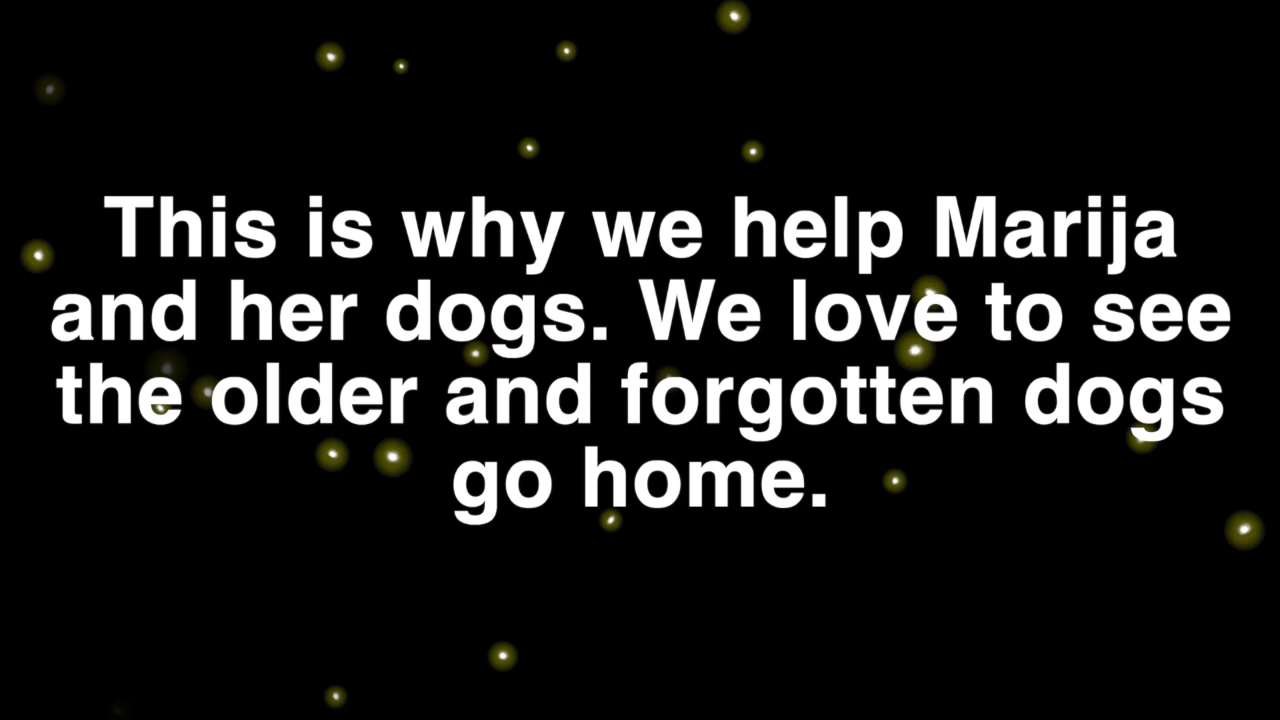 This is why we help Marija
and her dogs. We love to see
the older and forgotten dogs
go home.